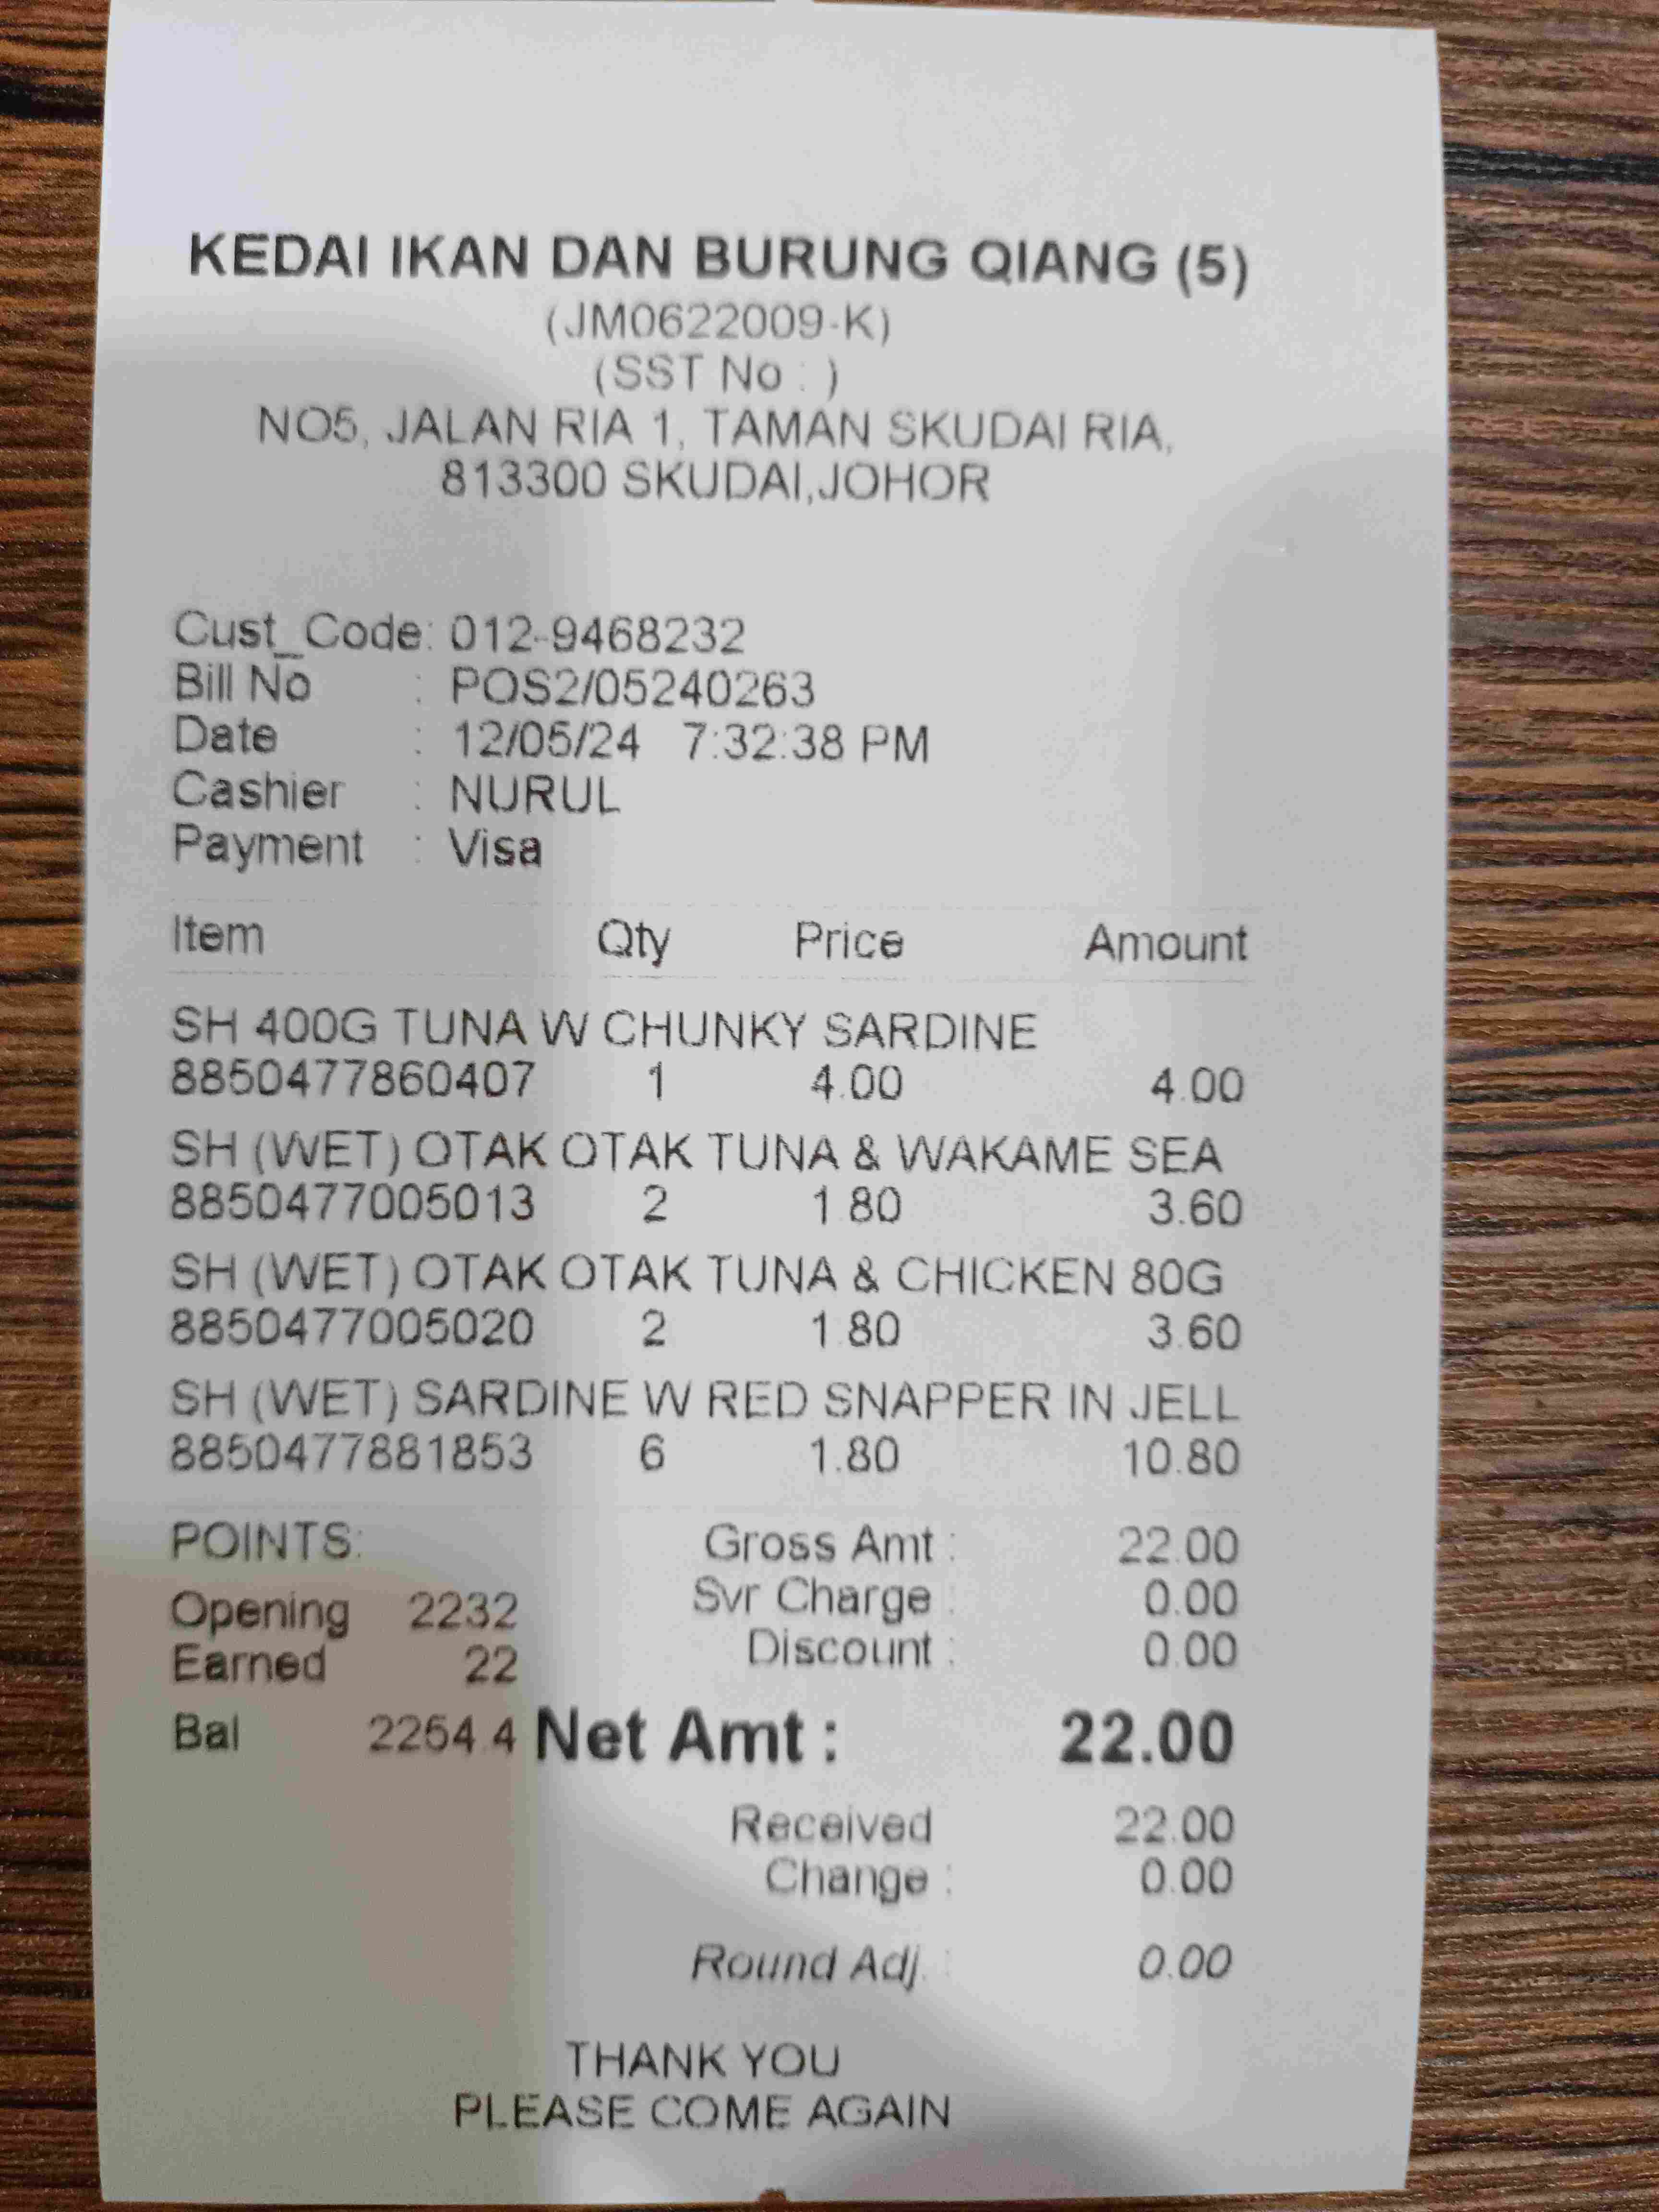 KEDAI IKAN DAN BURUNG QIANG (5)
(JM0622009-K)
(SST No : )
NO5, JALAN RIA 1, TAMAN SKUDAI RIA,
813300 SKUDAI,JOHOR
Cust_Code: 012-9468232
Bill No : POS2/05240263
Date : 12/05/24 7:32:38 PM
Cashier : NURUL
Payment : Visa
Item Qty Price Amount
SH 400G TUNA W CHUNKY SARDINE
8850477860407 1 4.00 4.00
SH (WET) OTAK OTAK TUNA & WAKAME SEA
8850477005013 2 1.80 3.60
SH (WET) OTAK OTAK TUNA & CHICKEN 80G
8850477005020 2 1.80 3.60
SH (WET) SARDINE W RED SNAPPER IN JELL
8850477881853 6 1.80 10.80
POINTS: Gross Amt : 22.00
Opening 2232 Svr Charge : 0.00
Earned 22 Discount : 0.00
Bal 2254.4 Net Amt : 22.00
Received 22.00
Change : 0.00
Round Adj. : 0.00
THANK YOU
PLEASE COME AGAIN